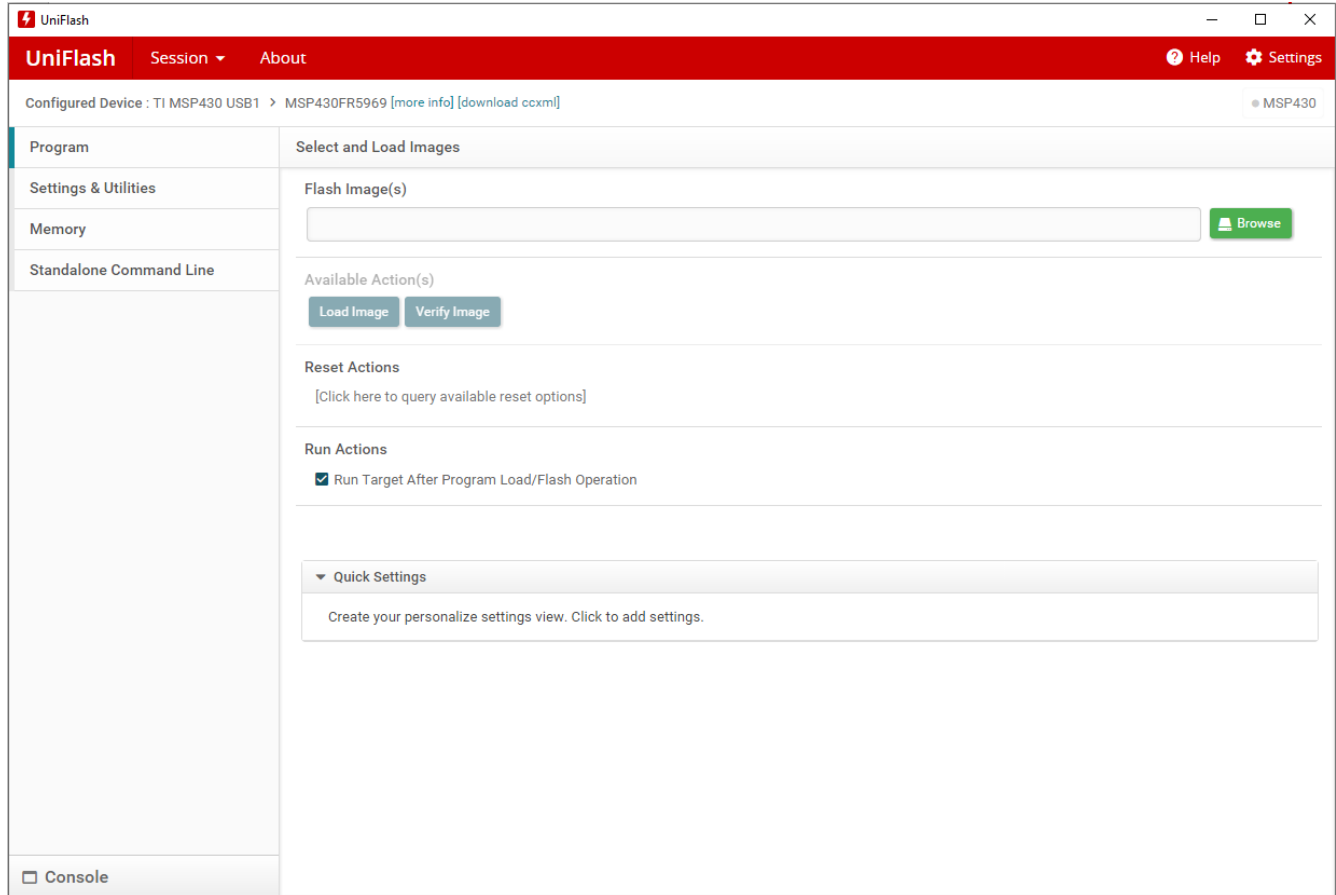 UniFlash
UniFlash Session About Help Settings
Configured Device : TI MSP430 USB1 > MSP430FR5969 [more info] [download ccxml] MSP430
Program
Settings & Utilities
Memory
Standalone Command Line
Select and Load Images
Flash Image(s)
Browse
Available Action(s)
Load Image Verify Image
Reset Actions
[Click here to query available reset options]
Run Actions
Run Target After Program Load/Flash Operation
Quick Settings
Create your personalize settings view. Click to add settings.
Console